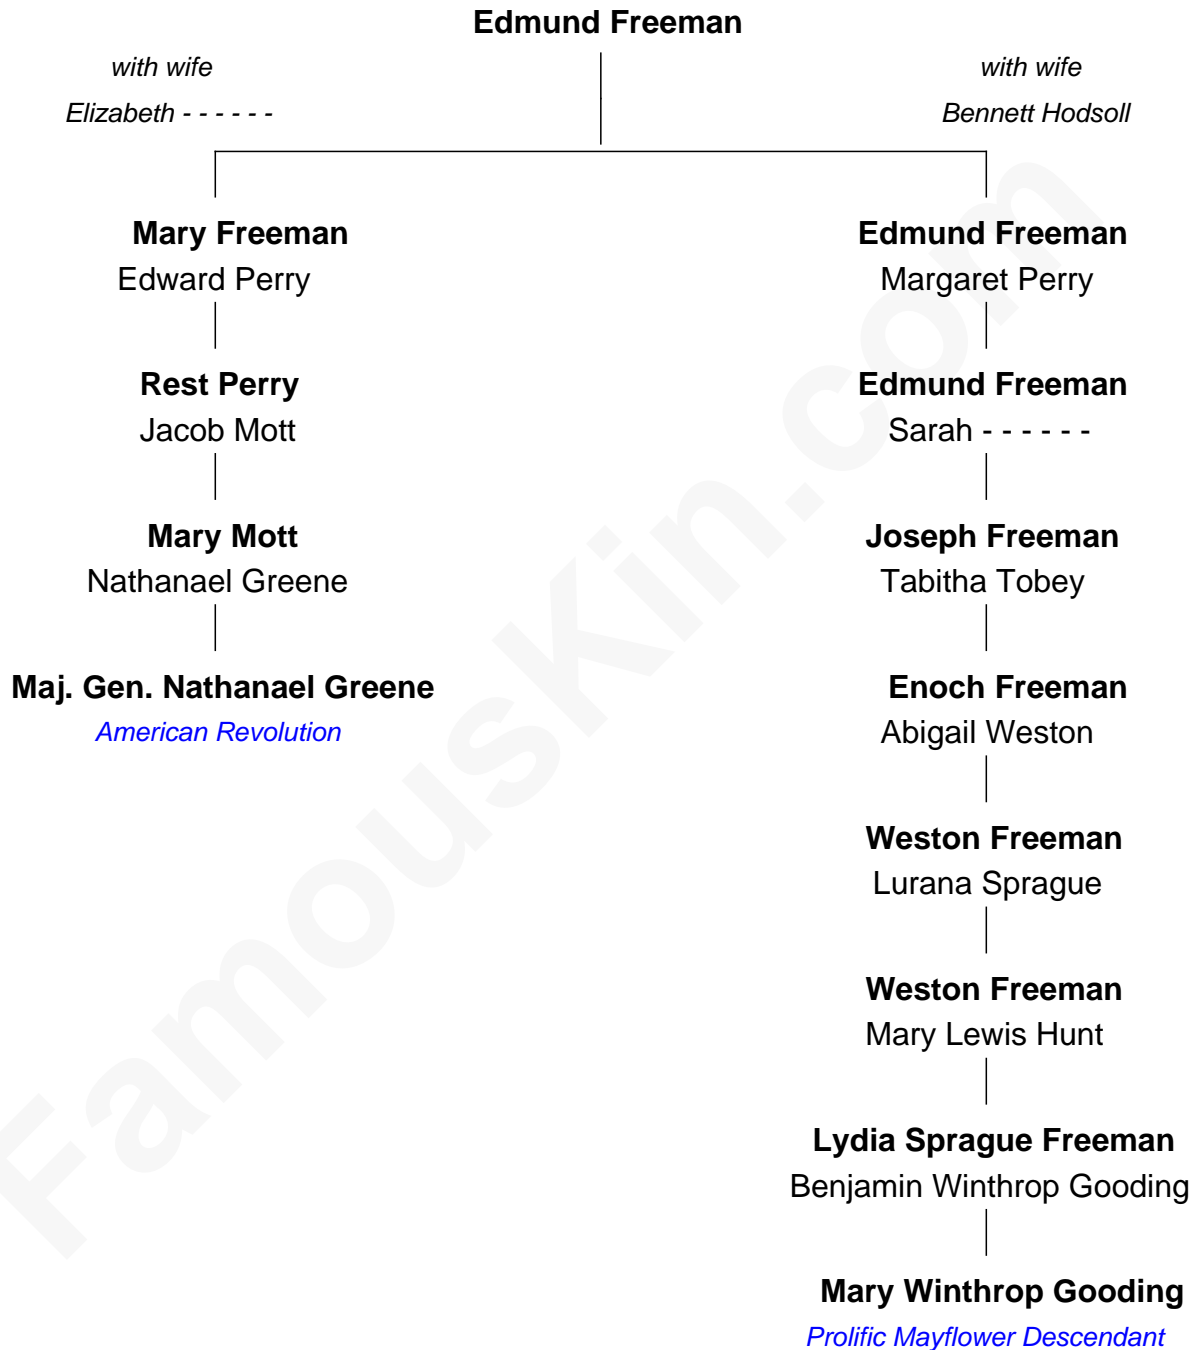 Edmund Freeman
with wife
Elizabeth - - - - - -
with wife
Bennett Hodsoll
Mary Freeman
Edward Perry
Rest Perry
Jacob Mott
Mary Mott
Nathanael Greene
Maj. Gen. Nathanael Greene
American Revolution
Edmund Freeman
Margaret Perry
Edmund Freeman
Sarah - - - - - -
Joseph Freeman
Tabitha Tobey
Enoch Freeman
Abigail Weston
Weston Freeman
Lurana Sprague
Weston Freeman
Mary Lewis Hunt
Lydia Sprague Freeman
Benjamin Winthrop Gooding
Mary Winthrop Gooding
Prolific Mayflower Descendant
FamousKin.com